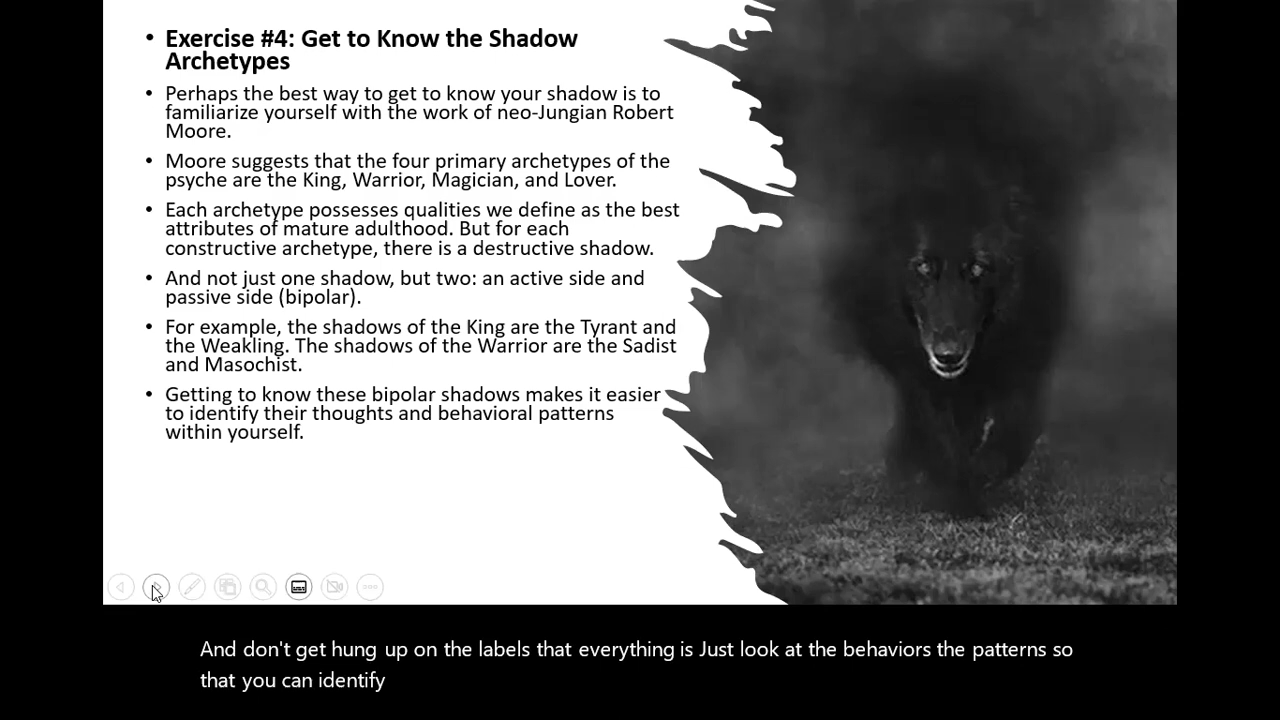 • Exercise #4: Get to Know the Shadow
Archetypes
• Perhaps the best way to get to know your shadow is to
familiarize yourself with the work of neo-Jungian Robert
Moore.
• Moore suggests that the four primary archetypes of the
psyche are the King, Warrior, Magician, and Lover.
• Each archetype possesses qualities we define as the best
attributes of mature adulthood. But for each
constructive archetype, there is a destructive shadow.
• And not just one shadow, but two: an active side and
passive side (bipolar).
• For example, the shadows of the King are the Tyrant and
the Weakling. The shadows of the Warrior are the Sadist
and Masochist.
• Getting to know these bipolar shadows makes it easier
to identify their thoughts and behavioral patterns
within yourself.
And don't get hung up on the labels that everything is Just look at the behaviors the patterns so
that you can identify